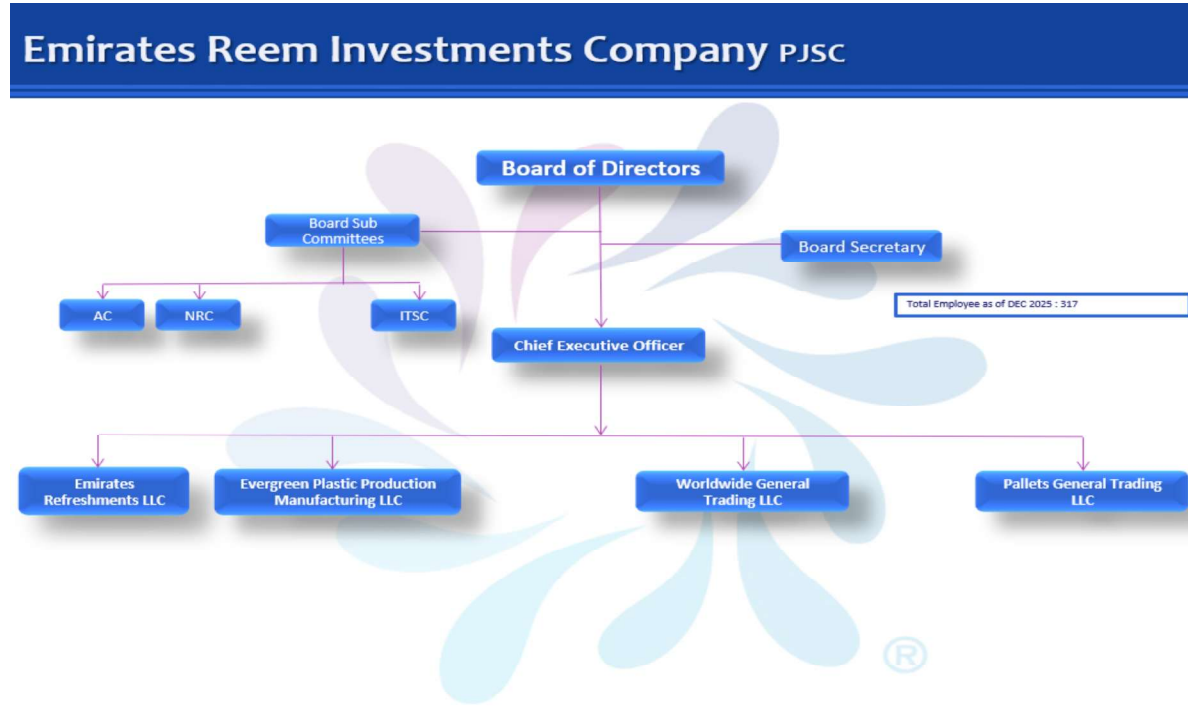 Emirates Reem Investments Company PJSC
Board of Directors
Board Sub
Committees
Board Secretary
AC
NRC
ITSC
Total Employee as of DEC 2025 : 317
Chief Executive Officer
Emirates
Refreshments LLC
Evergreen Plastic Production
Manufacturing LLC
Worldwide General
Trading LLC
Pallets General Trading
LLC
®